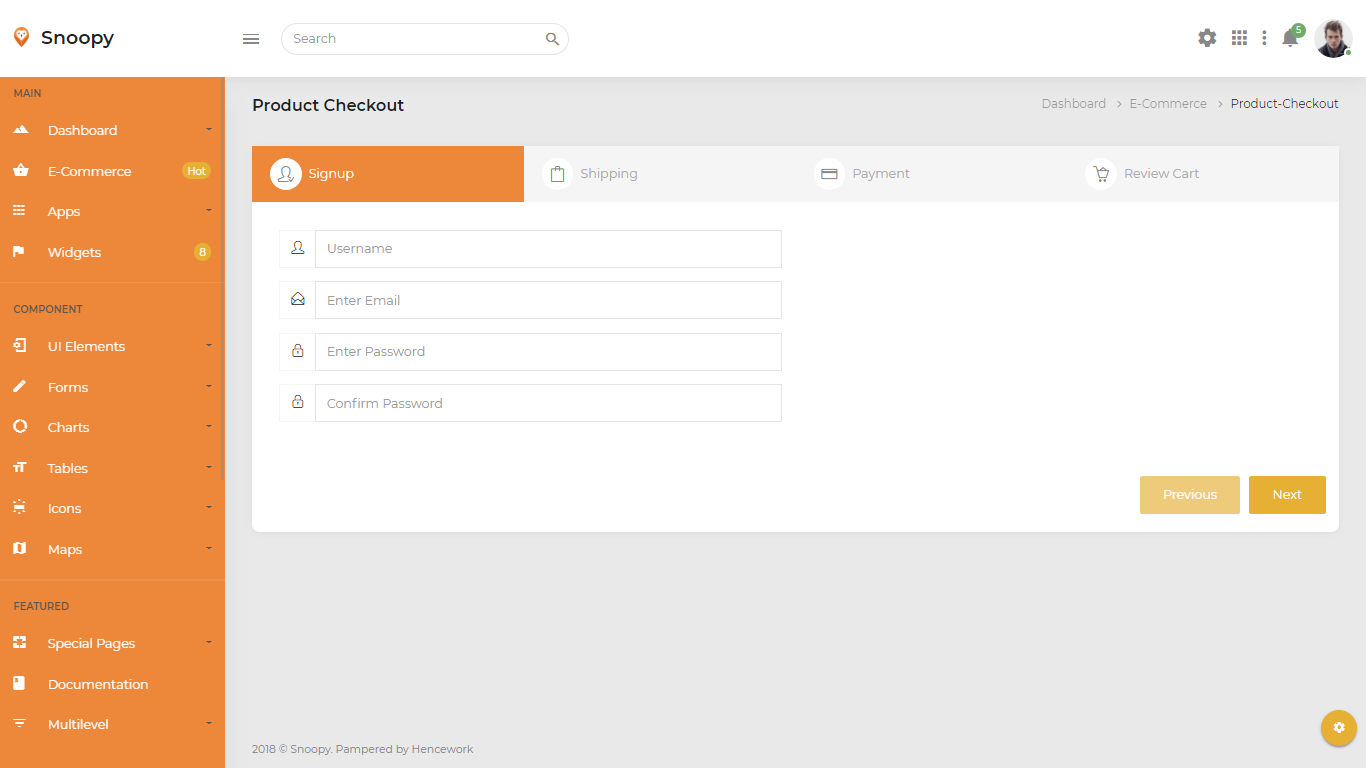 Snoopy
Search
5
MAIN
Dashboard
E-Commerce Hot
Apps
Widgets 8
COMPONENT
UI Elements
Forms
Charts
Tables
Icons
Maps
FEATURED
Special Pages
Documentation
Multilevel
Product Checkout
Dashboard > E-Commerce > Product-Checkout
Signup
Shipping
Payment
Review Cart
Username
Enter Email
Enter Password
Confirm Password
Previous
Next
2018 © Snoopy. Pampered by Hencework